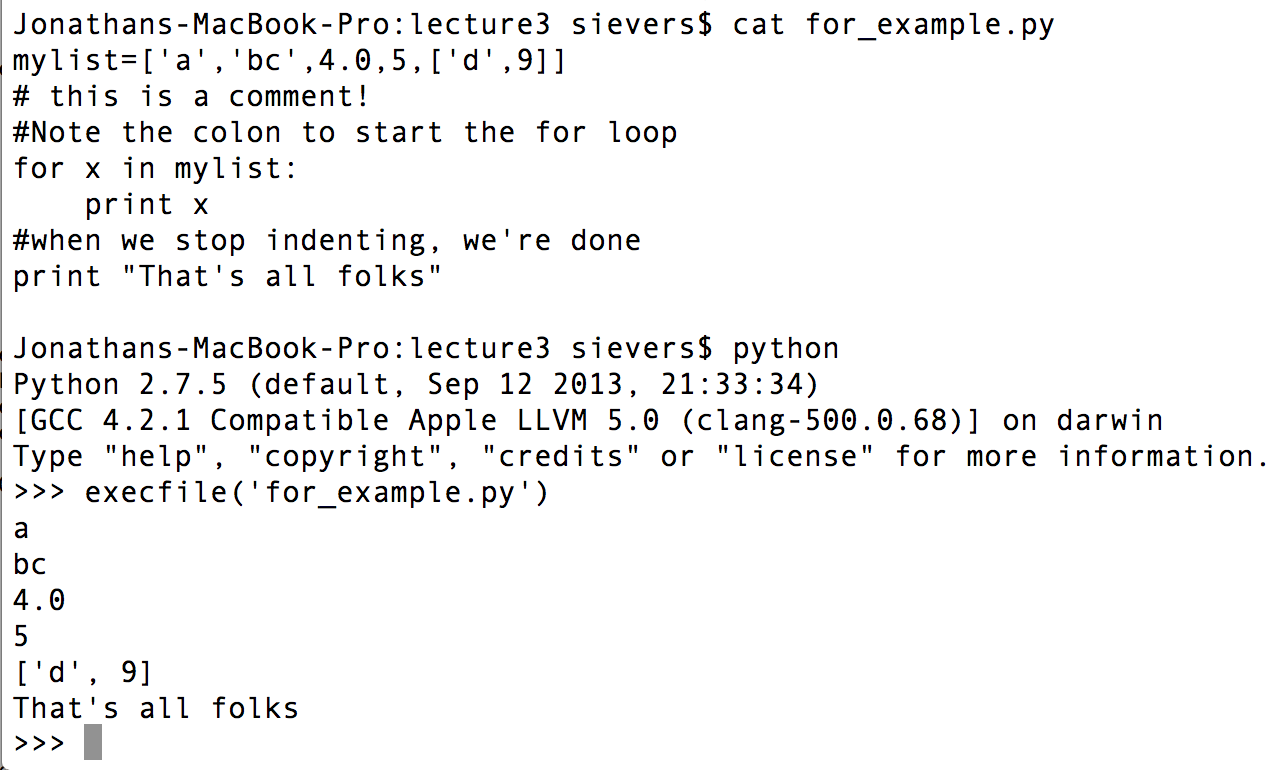 Jonathans-MacBook-Pro:lecture3 sievers$ cat for_example.py
mylist=['a','bc',4.0,5,['d',9]]
# this is a comment!
#Note the colon to start the for loop
for x in mylist:
    print x
#when we stop indenting, we're done
print "That's all folks"

Jonathans-MacBook-Pro:lecture3 sievers$ python
Python 2.7.5 (default, Sep 12 2013, 21:33:34)
[GCC 4.2.1 Compatible Apple LLVM 5.0 (clang-500.0.68)] on darwin
Type "help", "copyright", "credits" or "license" for more information.
>>> execfile('for_example.py')
a
bc
4.0
5
['d', 9]
That's all folks
>>>